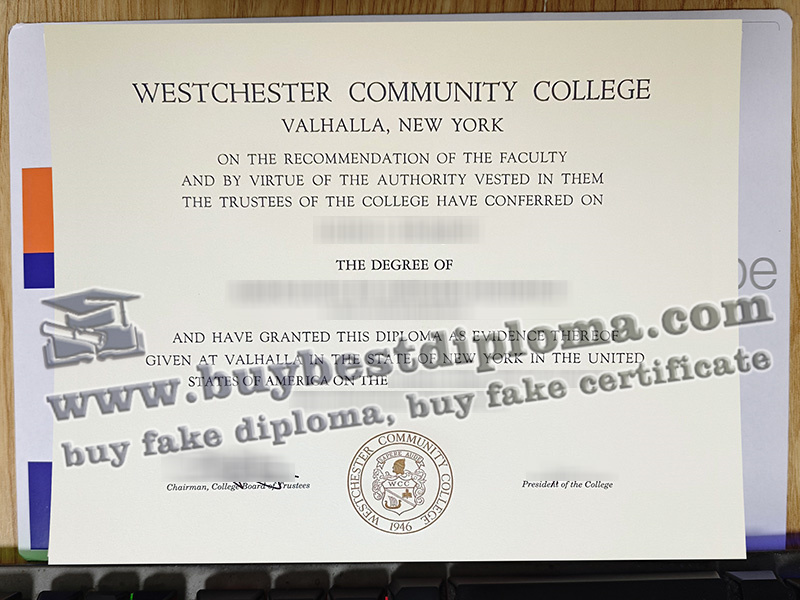 WESTCHESTER COMMUNITY COLLEGE
VALHALLA, NEW YORK
ON THE RECOMMENDATION OF THE FACULTY
AND BY VIRTUE OF THE AUTHORITY VESTED IN THEM
THE TRUSTEES OF THE COLLEGE HAVE CONFERRED ON
THE DEGREE OF
be
AND HAVE GRANTED THIS DIPLOMA AS EVIDENCE THEREOF
GIVEN AT VALHALLA IN THE STATE OF NEW YORK IN THE UNITED
STATES OF AMERICA ON THE
www.buybestdiploma.com
buy fake diploma, buy fake certificate
WESTCHESTER COMMUNITY COLLEGE
SAPERE AUDE
WCC
1946
Chairman, College Board of Trustees
President of the College